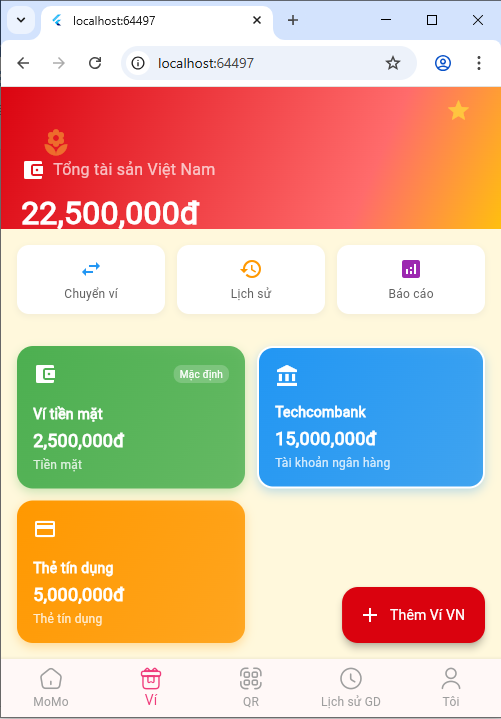 localhost:64497
localhost:64497
Tổng tài sản Việt Nam
22,500,000đ
Chuyển ví
Lịch sử
Báo cáo
Mặc định
Ví tiền mặt
2,500,000đ
Tiền mặt
Techcombank
15,000,000đ
Tài khoản ngân hàng
Thẻ tín dụng
5,000,000đ
Thẻ tín dụng
Thêm Ví VN
MoMo
Ví
QR
Lịch sử GD
Tôi